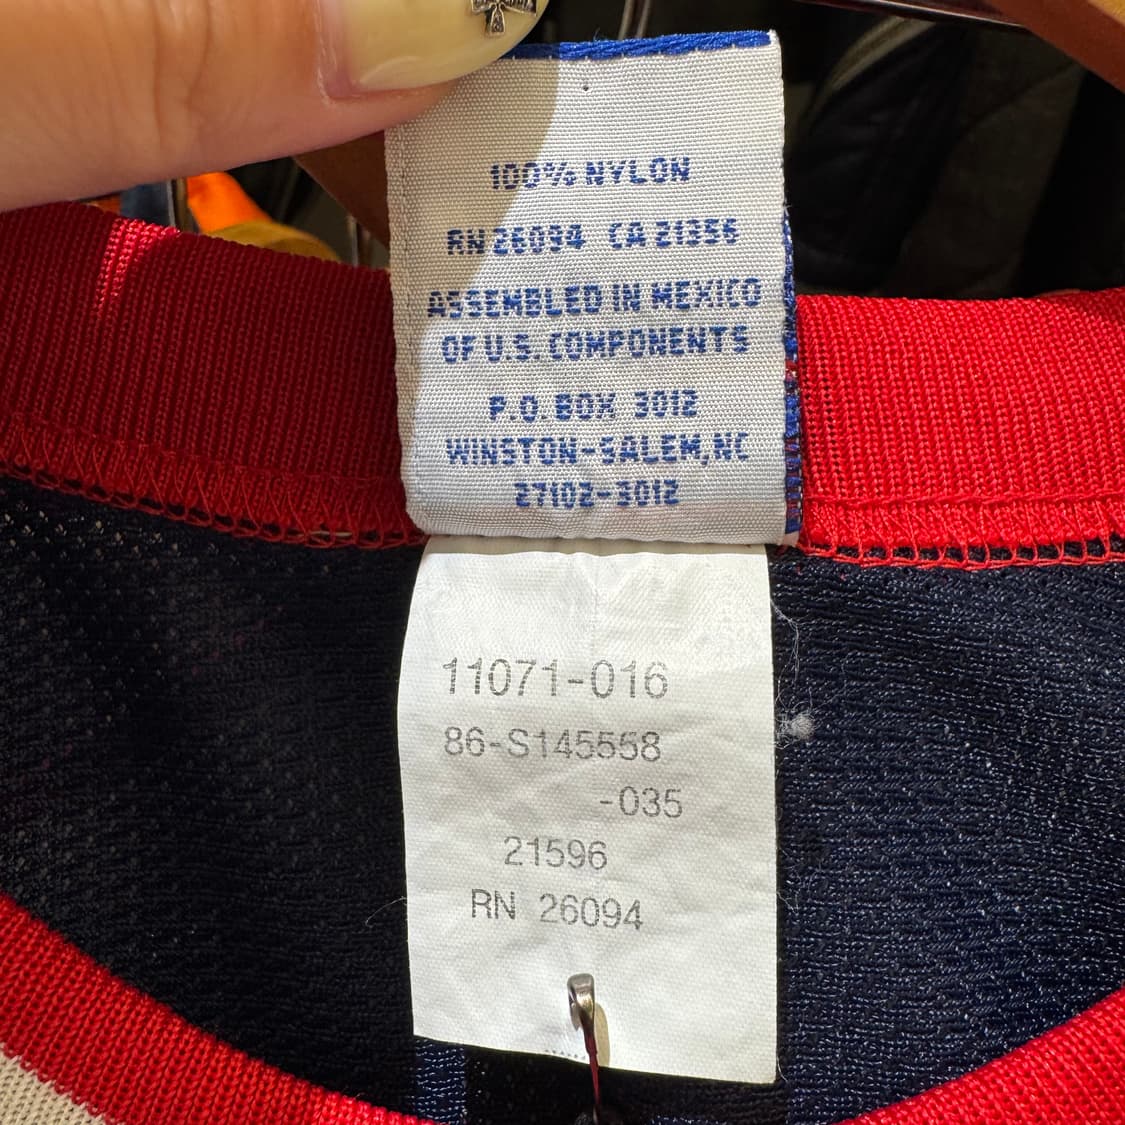 100% NYLON
RN 26094 CA 21356
ASSEMBLED IN MEXICO
OF U.S. COMPONENTS
P.O. BOX 3012
WINSTON-SALEM, NC
27102-3012
11071-016
86-S145558
-035
21596
RN 26094